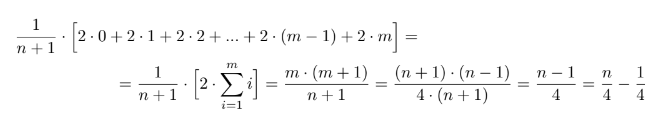 1/(n+1) · [2 · 0 + 2 · 1 + 2 · 2 + ... + 2 · (m − 1) + 2 · m] =
= 1/(n+1) · [2 · ∑_{i=1}^{m} i] = m · (m+1)/(n+1) = (n+1) · (n−1)/(4 · (n+1)) = (n−1)/4 = n/4 − 1/4